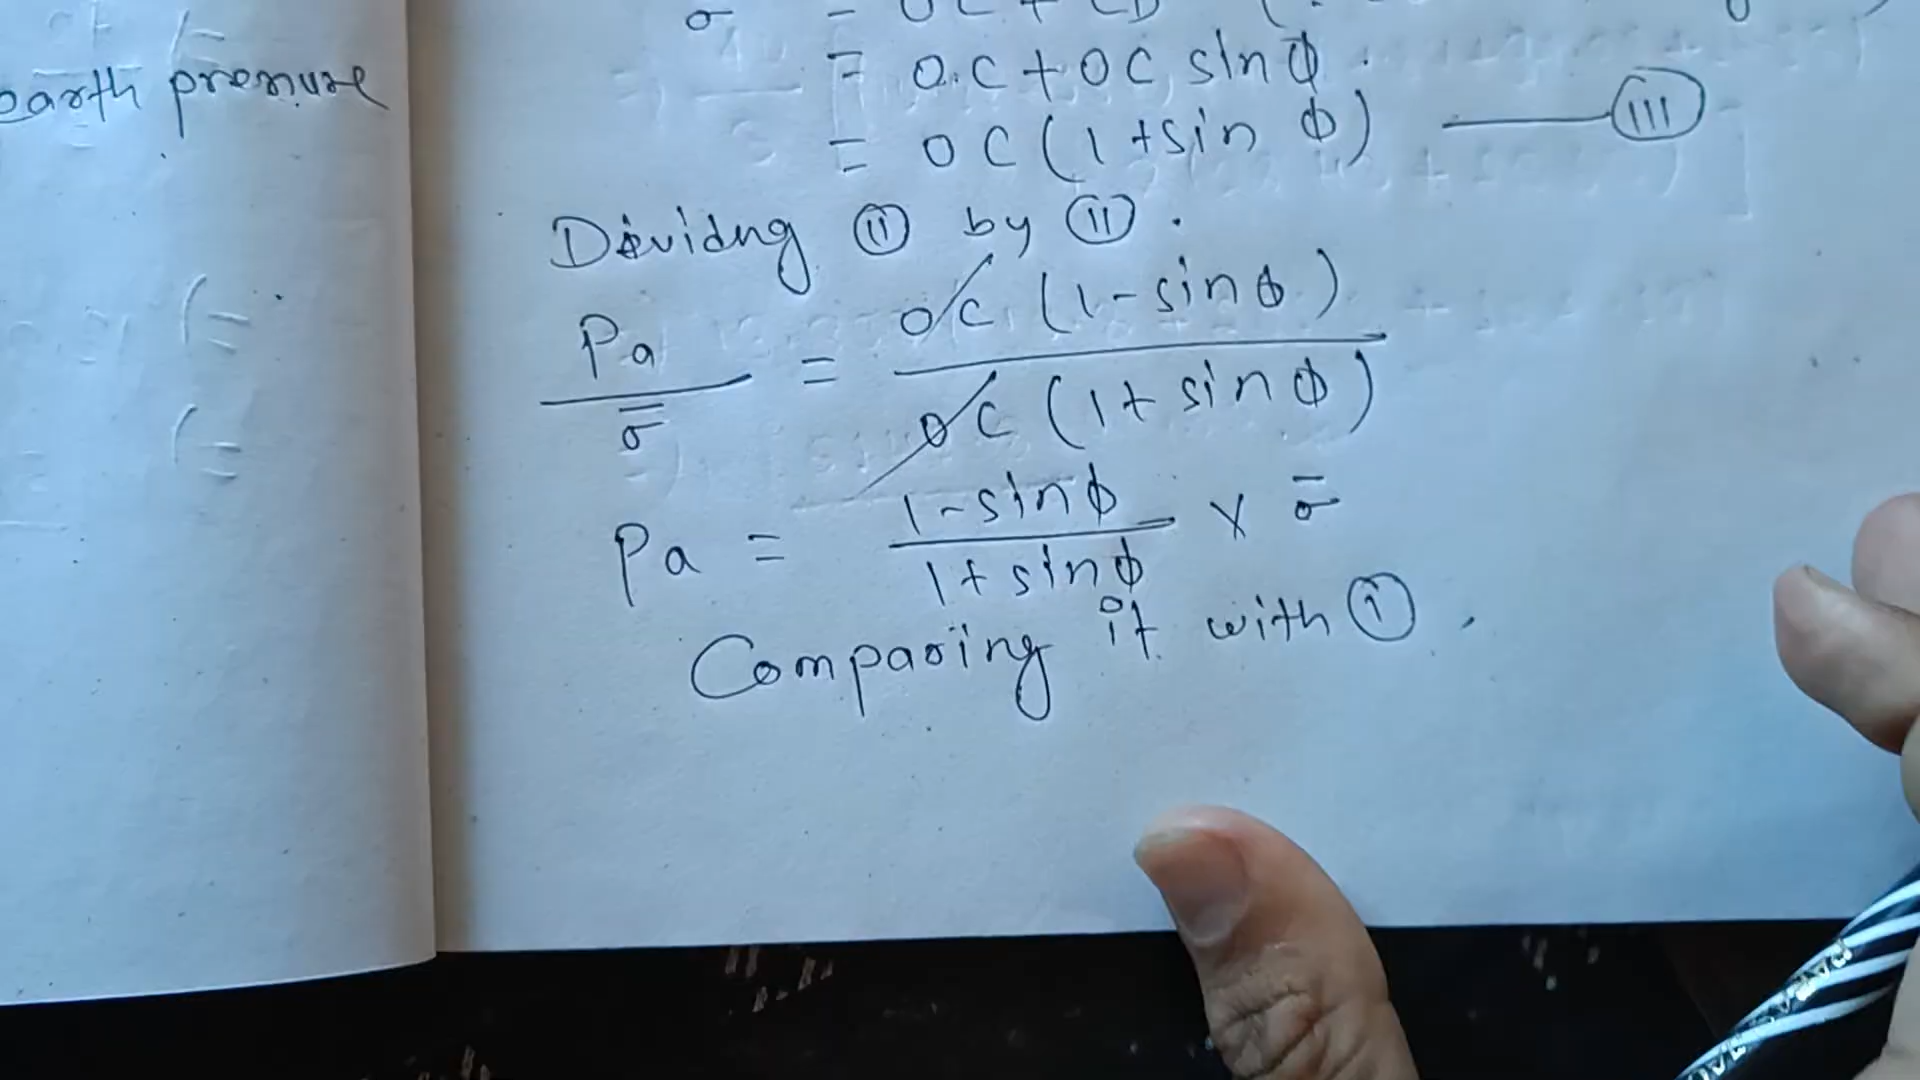 earth pressure
= O.C + OC sin φ.
= OC (1 + sin φ) —— (III)
Dividng (II) by (II).
Pa / σ̄ = OC (1 - sin φ) / OC (1 + sin φ)
Pa = 1 - sin φ / 1 + sin φ × σ̄
Comparing it with (I).